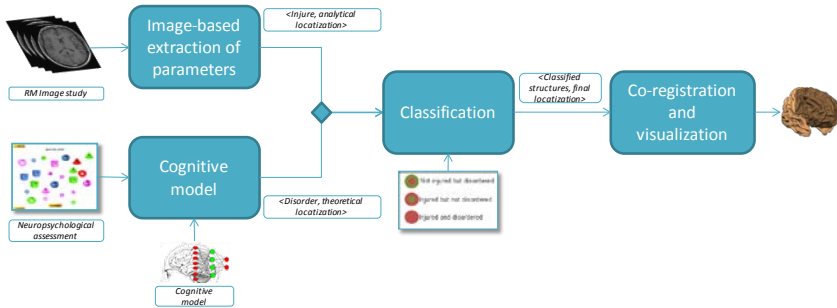 Image-based
extraction of
parameters
<Injure, analytical
locatization>
RM Image study
Classification
<Classified
structures, final
locatization>
Co-registration
and
visualization
Cognitive
model
<Disorder, theoretical
locatization>
Neuropsychological
assessment
Not injured but disordered
Injured but not disordered
Injured and disordered
Cognitive
model